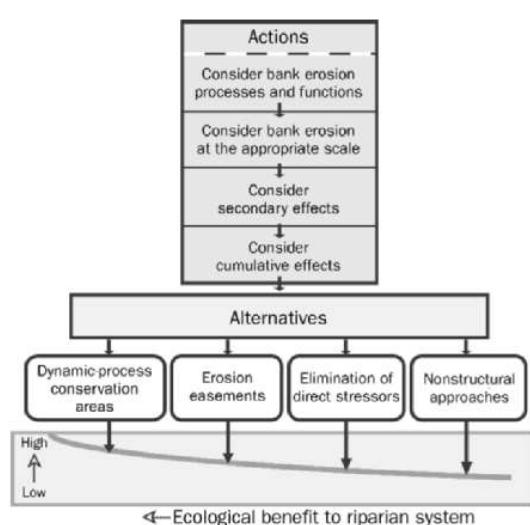 Actions
Consider bank erosion
processes and functions
Consider bank erosion
at the appropriate scale
Consider
secondary effects
Consider
cumulative effects
Alternatives
Dynamic-process
conservation
areas
Erosion
easements
Elimination of
direct stressors
Nonstructural
approaches
High
Low
Ecological benefit to riparian system